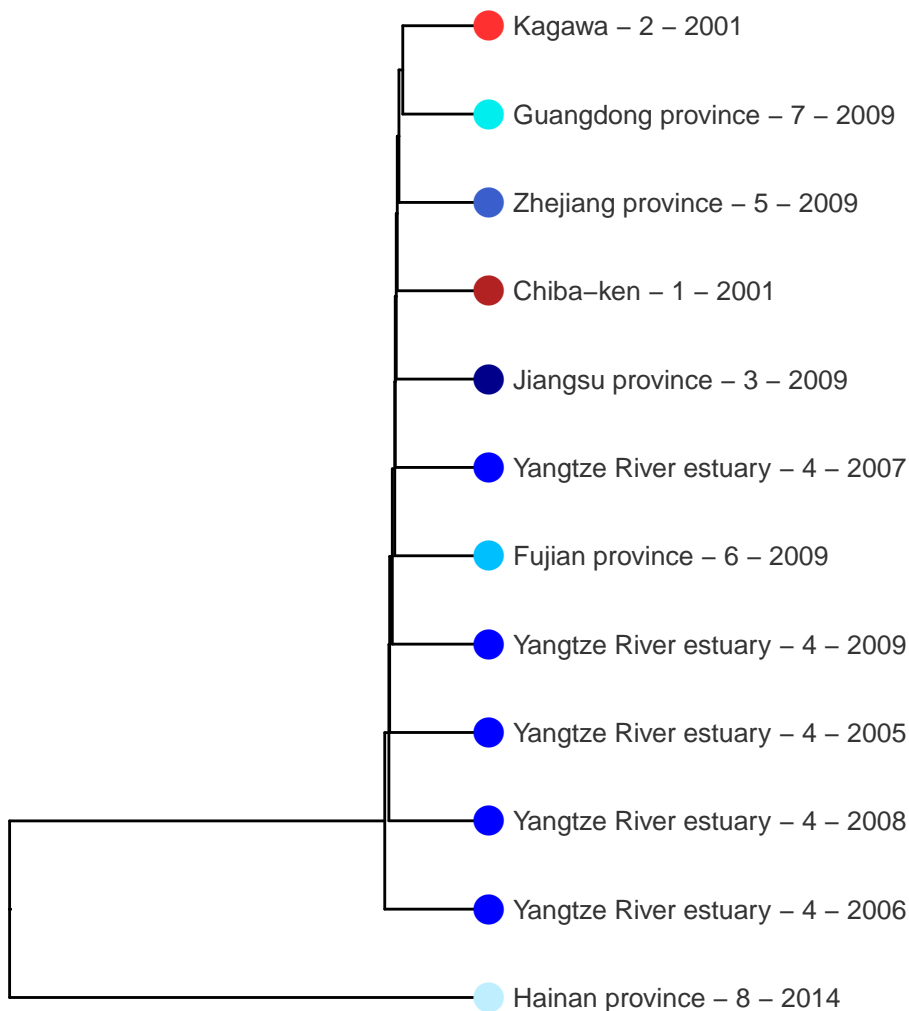 Kagawa – 2 – 2001
Guangdong province – 7 – 2009
Zhejiang province – 5 – 2009
Chiba–ken – 1 – 2001
Jiangsu province – 3 – 2009
Yangtze River estuary – 4 – 2007
Fujian province – 6 – 2009
Yangtze River estuary – 4 – 2009
Yangtze River estuary – 4 – 2005
Yangtze River estuary – 4 – 2008
Yangtze River estuary – 4 – 2006
Hainan province – 8 – 2014